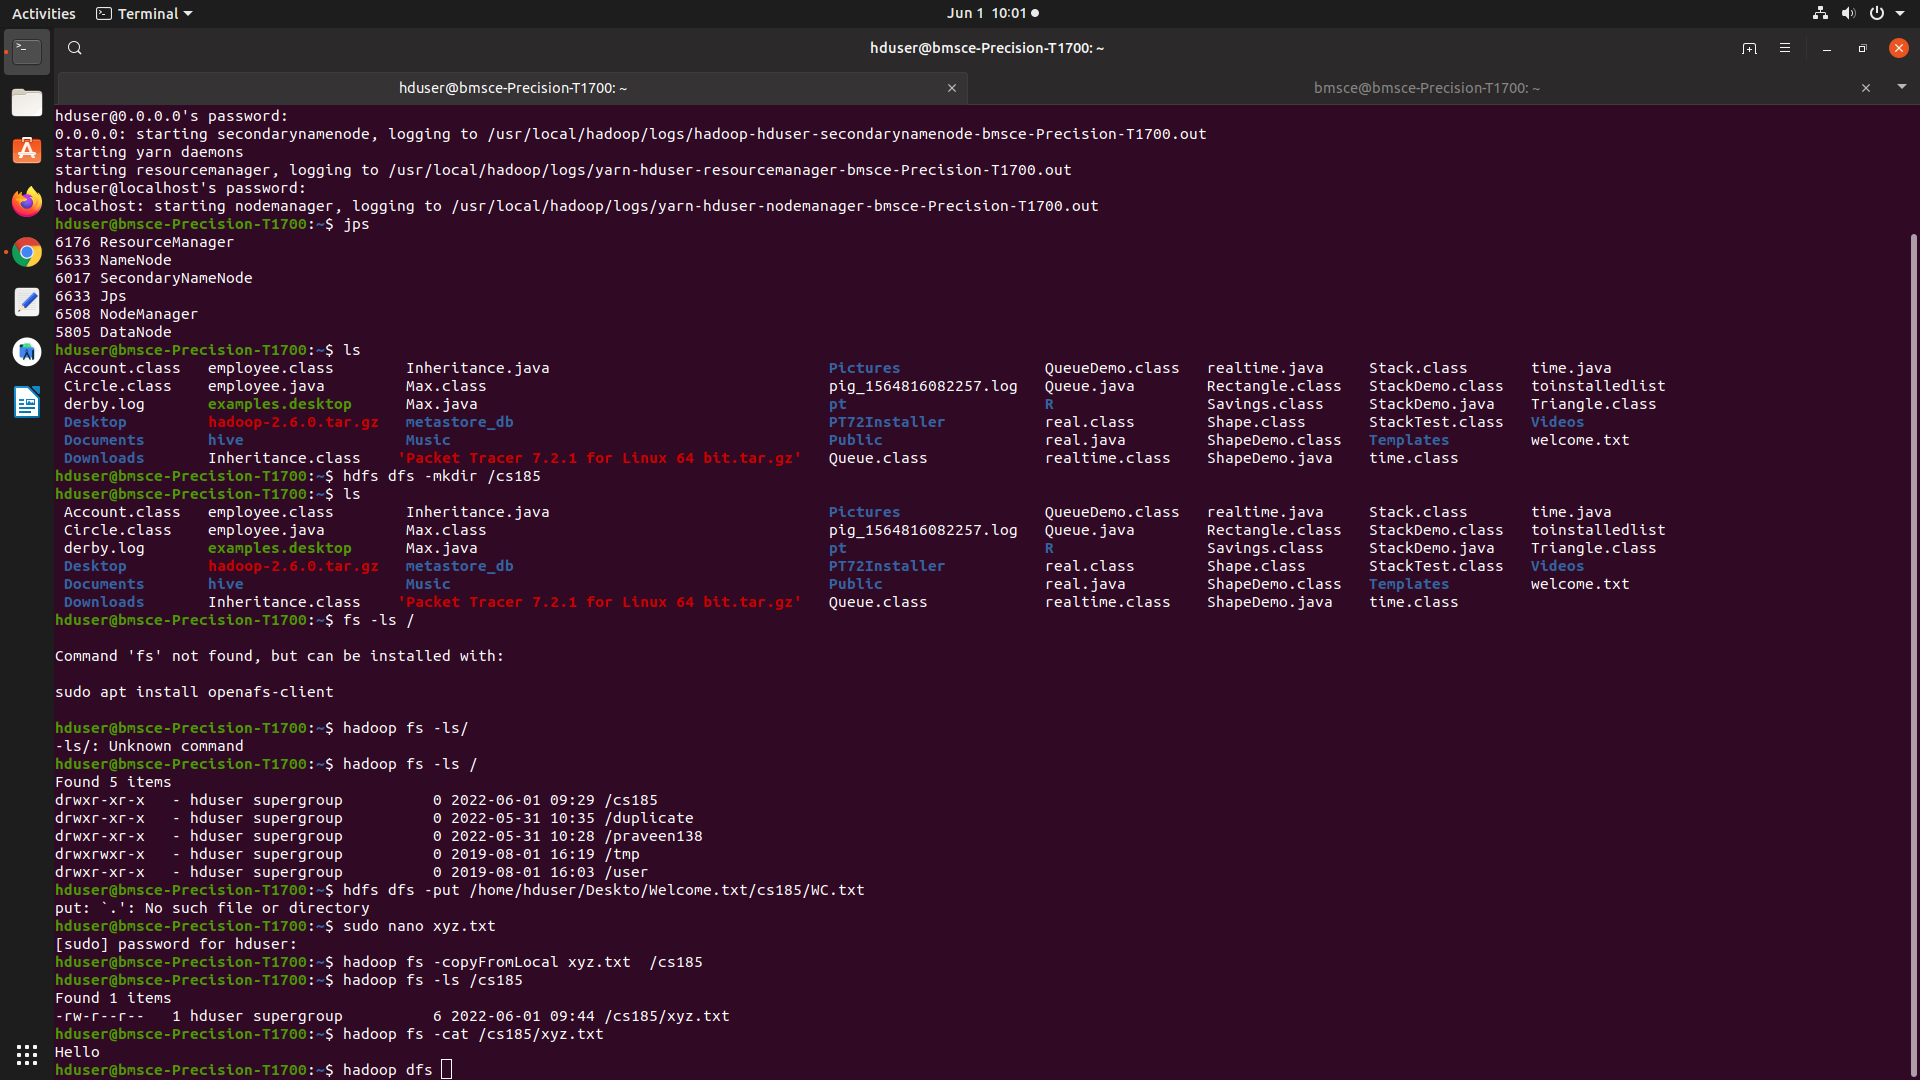 Activities Terminal Jun 1 10:01
hduser@bmsce-Precision-T1700: ~
hduser@bmsce-Precision-T1700: ~ bmsce@bmsce-Precision-T1700: ~
hduser@0.0.0.0's password:
0.0.0.0: starting secondarynamenode, logging to /usr/local/hadoop/logs/hadoop-hduser-secondarynamenode-bmsce-Precision-T1700.out
starting yarn daemons
starting resourcemanager, logging to /usr/local/hadoop/logs/yarn-hduser-resourcemanager-bmsce-Precision-T1700.out
hduser@localhost's password:
localhost: starting nodemanager, logging to /usr/local/hadoop/logs/yarn-hduser-nodemanager-bmsce-Precision-T1700.out
hduser@bmsce-Precision-T1700:~$ jps
6176 ResourceManager
5633 NameNode
6017 SecondaryNameNode
6633 Jps
6508 NodeManager
5805 DataNode
hduser@bmsce-Precision-T1700:~$ ls
Account.class employee.class Inheritance.java Pictures QueueDemo.class realtime.java Stack.class time.java
Circle.class employee.java Max.class pig_1564816082257.log Queue.java Rectangle.class StackDemo.class toinstalledlist
derby.log examples.desktop Max.java pt R Savings.class StackDemo.java Triangle.class
Desktop hadoop-2.6.0.tar.gz metastore_db PT72Installer real.class Shape.class StackTest.class Videos
Documents hive Music Public real.java ShapeDemo.class Templates welcome.txt
Downloads Inheritance.class 'Packet Tracer 7.2.1 for Linux 64 bit.tar.gz' Queue.class realtime.class ShapeDemo.java time.class
hduser@bmsce-Precision-T1700:~$ hdfs dfs -mkdir /cs185
hduser@bmsce-Precision-T1700:~$ ls
Account.class employee.class Inheritance.java Pictures QueueDemo.class realtime.java Stack.class time.java
Circle.class employee.java Max.class pig_1564816082257.log Queue.java Rectangle.class StackDemo.class toinstalledlist
derby.log examples.desktop Max.java pt R Savings.class StackDemo.java Triangle.class
Desktop hadoop-2.6.0.tar.gz metastore_db PT72Installer real.class Shape.class StackTest.class Videos
Documents hive Music Public real.java ShapeDemo.class Templates welcome.txt
Downloads Inheritance.class 'Packet Tracer 7.2.1 for Linux 64 bit.tar.gz' Queue.class realtime.class ShapeDemo.java time.class
hduser@bmsce-Precision-T1700:~$ fs -ls /
Command 'fs' not found, but can be installed with:
sudo apt install openafs-client
hduser@bmsce-Precision-T1700:~$ hadoop fs -ls/
-ls/: Unknown command
hduser@bmsce-Precision-T1700:~$ hadoop fs -ls /
Found 5 items
drwxr-xr-x - hduser supergroup 0 2022-06-01 09:29 /cs185
drwxr-xr-x - hduser supergroup 0 2022-05-31 10:35 /duplicate
drwxr-xr-x - hduser supergroup 0 2022-05-31 10:28 /praveen138
drwxrwxr-x - hduser supergroup 0 2019-08-01 16:19 /tmp
drwxr-xr-x - hduser supergroup 0 2019-08-01 16:03 /user
hduser@bmsce-Precision-T1700:~$ hdfs dfs -put /home/hduser/Deskto/Welcome.txt/cs185/WC.txt
put: `.': No such file or directory
hduser@bmsce-Precision-T1700:~$ sudo nano xyz.txt
[sudo] password for hduser:
hduser@bmsce-Precision-T1700:~$ hadoop fs -copyFromLocal xyz.txt  /cs185
hduser@bmsce-Precision-T1700:~$ hadoop fs -ls /cs185
Found 1 items
-rw-r--r-- 1 hduser supergroup 6 2022-06-01 09:44 /cs185/xyz.txt
hduser@bmsce-Precision-T1700:~$ hadoop fs -cat /cs185/xyz.txt
Hello
hduser@bmsce-Precision-T1700:~$ hadoop dfs